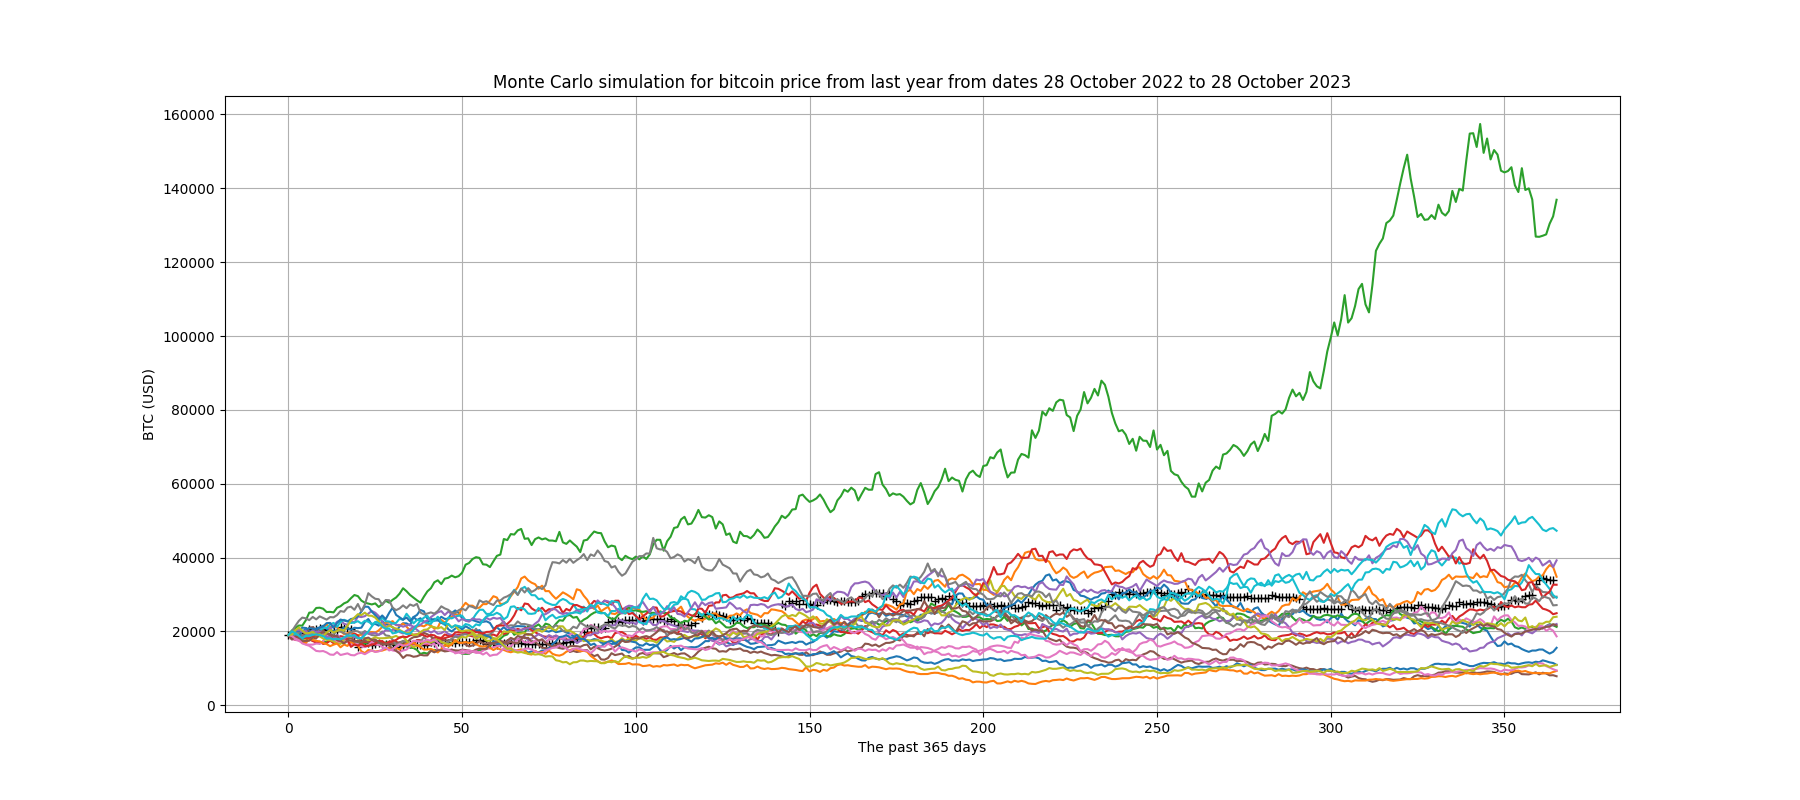 Monte Carlo simulation for bitcoin price from last year from dates 28 October 2022 to 28 October 2023
160000
140000
120000
100000
80000
60000
40000
20000
0
BTC (USD)
0 50 100 150 200 250 300 350
The past 365 days